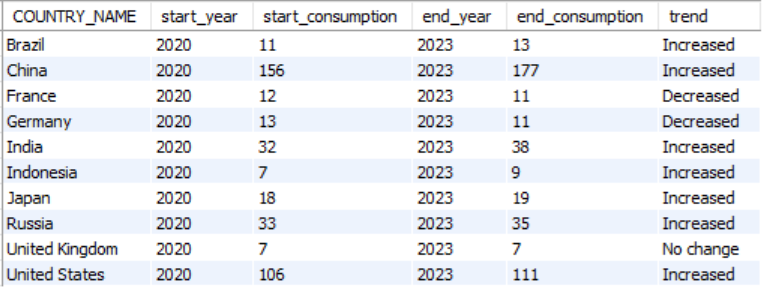 COUNTRY_NAME start_year start_consumption end_year end_consumption trend
Brazil 2020 11 2023 13 Increased
China 2020 156 2023 177 Increased
France 2020 12 2023 11 Decreased
Germany 2020 13 2023 11 Decreased
India 2020 32 2023 38 Increased
Indonesia 2020 7 2023 9 Increased
Japan 2020 18 2023 19 Increased
Russia 2020 33 2023 35 Increased
United Kingdom 2020 7 2023 7 No change
United States 2020 106 2023 111 Increased